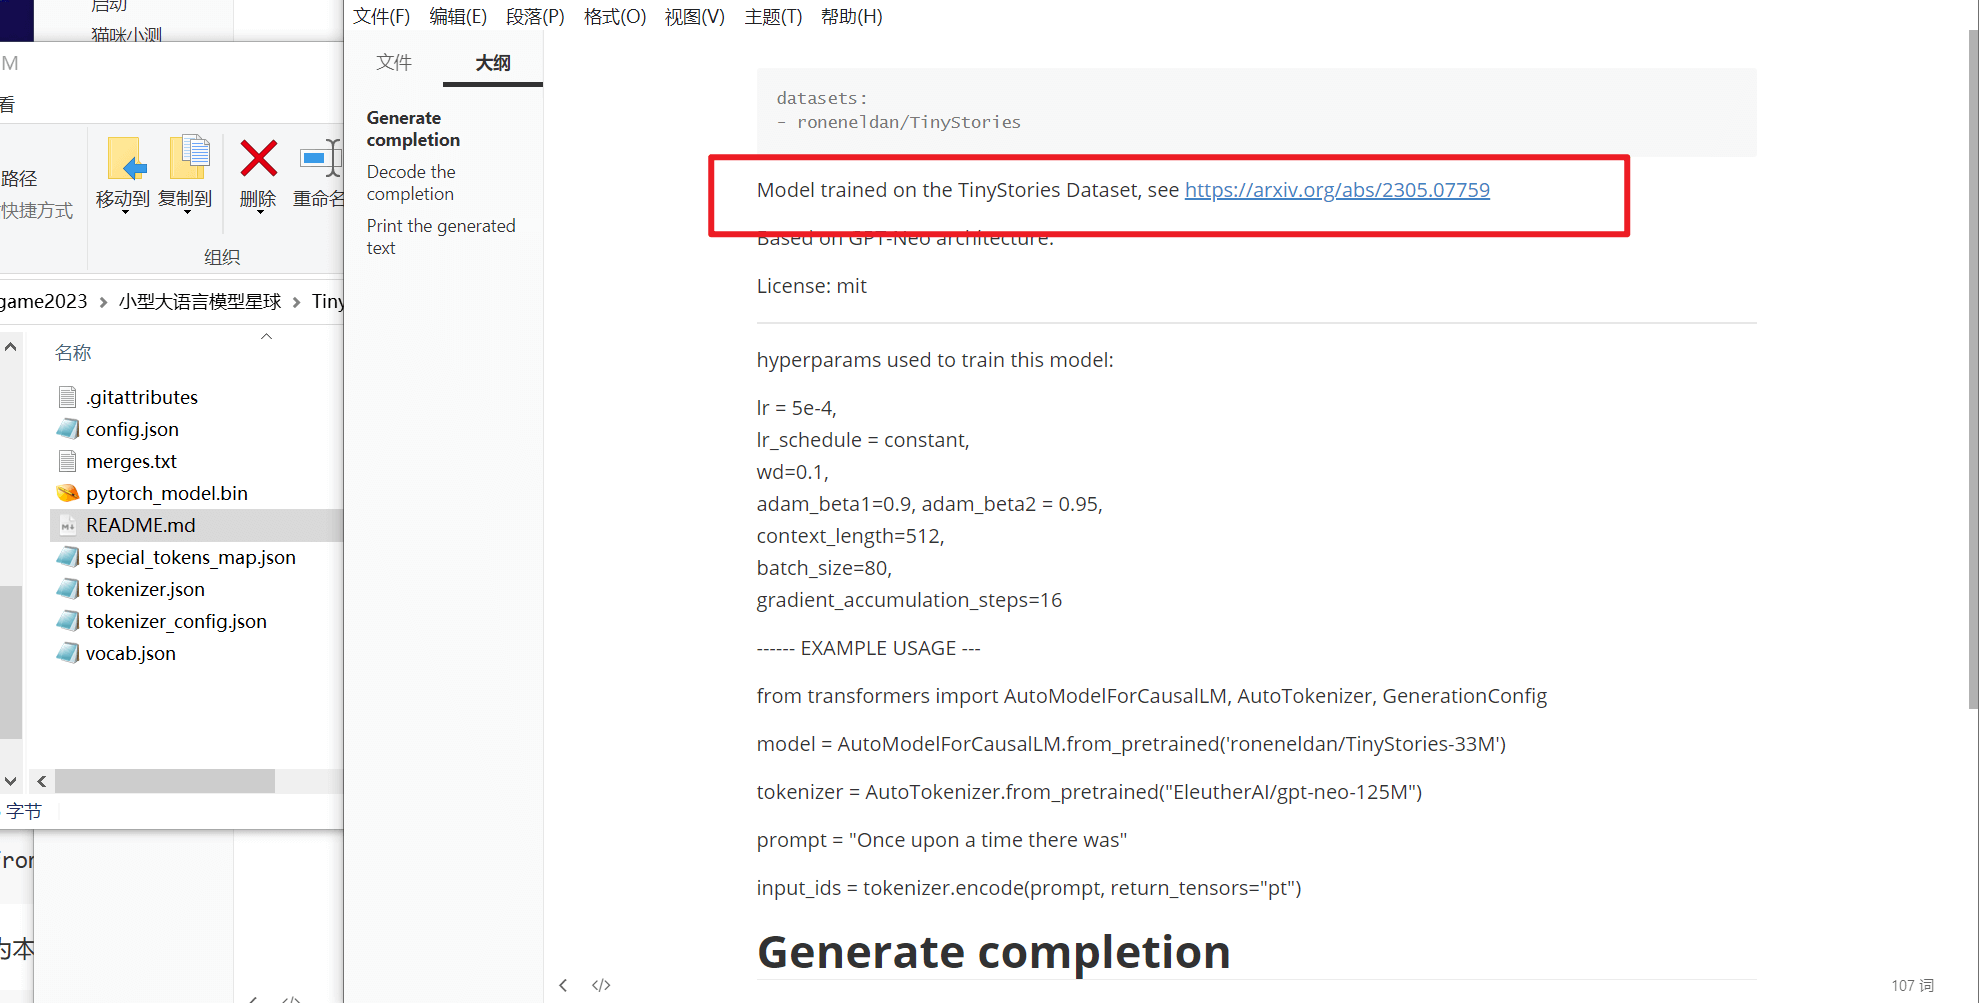 启动
猫咪小测
M
看
路径
快捷方式
移动到
复制到
删除
重命名
组织
game2023 > 小型大语言模型星球 > Tiny
名称
.gitattributes
config.json
merges.txt
pytorch_model.bin
README.md
special_tokens_map.json
tokenizer.json
tokenizer_config.json
vocab.json
字节
为本
文件(F) 编辑(E) 段落(P) 格式(O) 视图(V) 主题(T) 帮助(H)
文件 大纲
Generate
completion
Decode the
completion
Print the generated
text
datasets:
- roneneldan/TinyStories
Model trained on the TinyStories Dataset, see https://arxiv.org/abs/2305.07759
Based on GPT-Neo architecture.
License: mit
hyperparams used to train this model:
lr = 5e-4,
lr_schedule = constant,
wd=0.1,
adam_beta1=0.9, adam_beta2 = 0.95,
context_length=512,
batch_size=80,
gradient_accumulation_steps=16
------ EXAMPLE USAGE ---
from transformers import AutoModelForCausalLM, AutoTokenizer, GenerationConfig
model = AutoModelForCausalLM.from_pretrained('roneneldan/TinyStories-33M')
tokenizer = AutoTokenizer.from_pretrained("EleutherAI/gpt-neo-125M")
prompt = "Once upon a time there was"
input_ids = tokenizer.encode(prompt, return_tensors="pt")
Generate completion
107 词